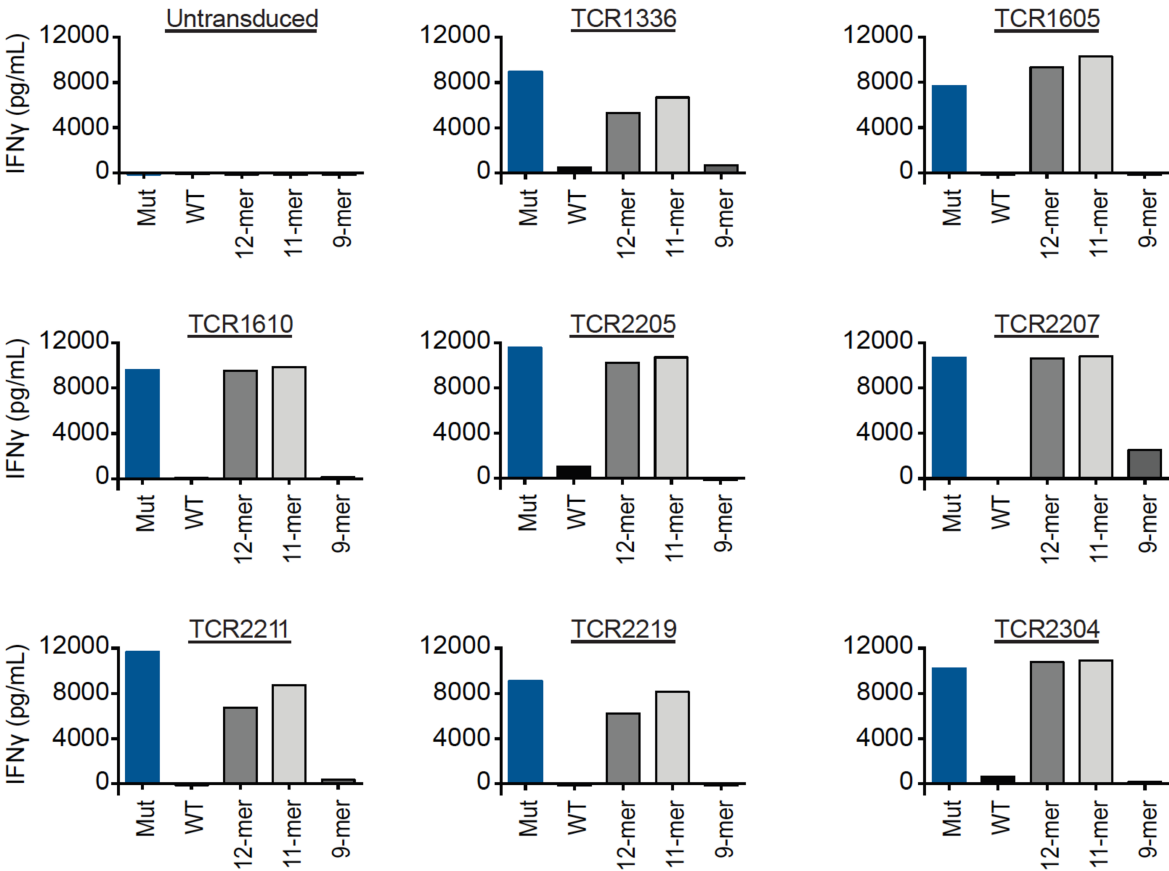 Untransduced
TCR1336
TCR1605
IFNγ (pg/mL)
12000
8000
4000
0
Mut
WT
12-mer
11-mer
9-mer
12000
8000
4000
0
Mut
WT
12-mer
11-mer
9-mer
12000
8000
4000
0
Mut
WT
12-mer
11-mer
9-mer
TCR1610
TCR2205
TCR2207
IFNγ (pg/mL)
12000
8000
4000
0
Mut
WT
12-mer
11-mer
9-mer
12000
8000
4000
0
Mut
WT
12-mer
11-mer
9-mer
12000
8000
4000
0
Mut
WT
12-mer
11-mer
9-mer
TCR2211
TCR2219
TCR2304
IFNγ (pg/mL)
12000
8000
4000
0
Mut
WT
12-mer
11-mer
9-mer
12000
8000
4000
0
Mut
WT
12-mer
11-mer
9-mer
12000
8000
4000
0
Mut
WT
12-mer
11-mer
9-mer